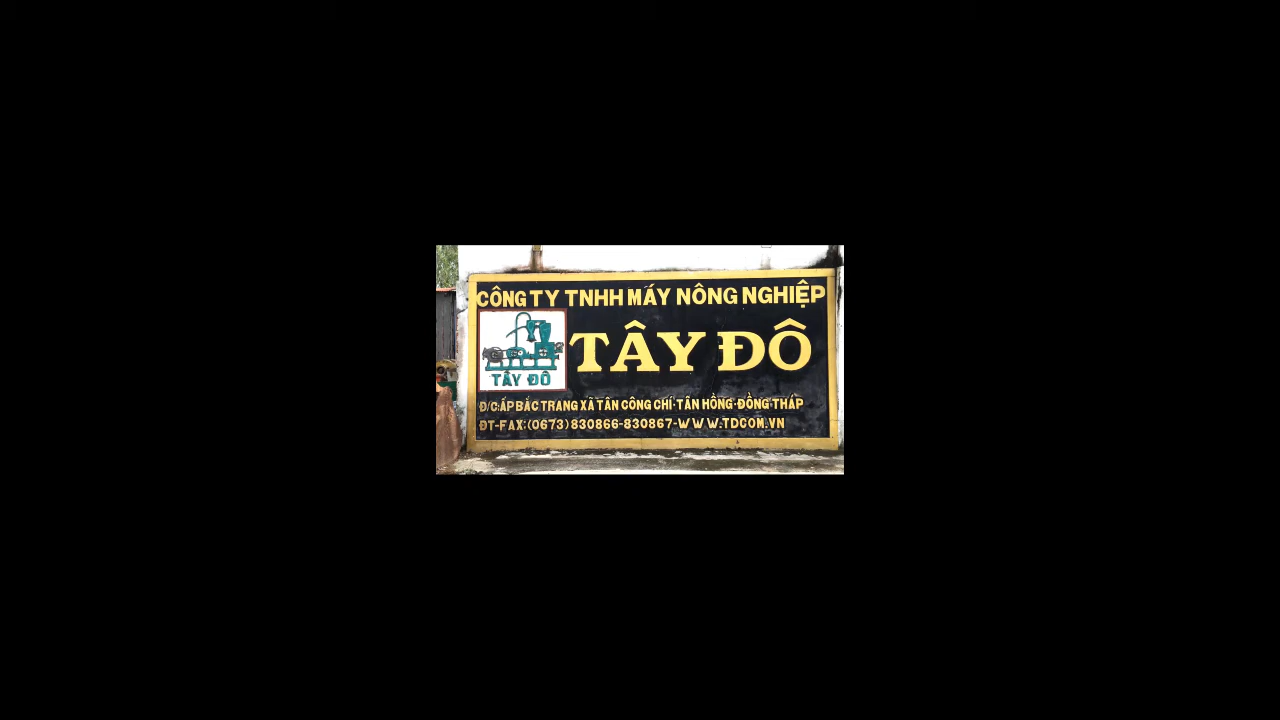 CÔNG TY TNHH MÁY NÔNG NGHIỆP
TÂY ĐÔ
TÂY ĐÔ
Đ/C:ẤP BẮC TRANG XÃ TÂN CÔNG CHÍ-TÂN HỒNG-ĐỒNG THÁP
ĐT-FAX:(0673)830866-830867-WWW.TDCOM.VN